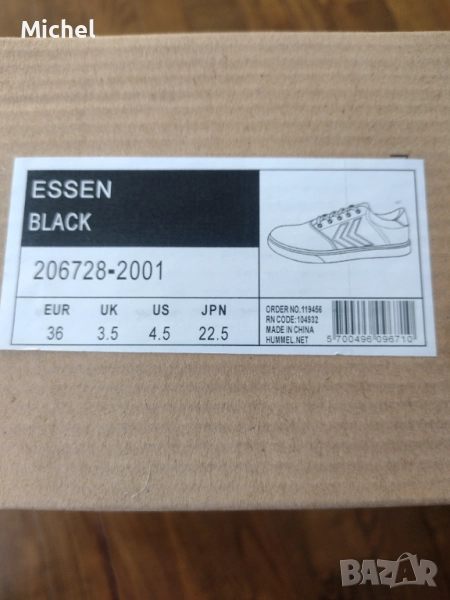 Michel
ESSEN
BLACK
206728-2001
EUR UK US JPN
36 3.5 4.5 22.5
ORDER NO.119456
RN CODE:104932
MADE IN CHINA
HUMMEL.NET
5 700496 096710
BAZAR